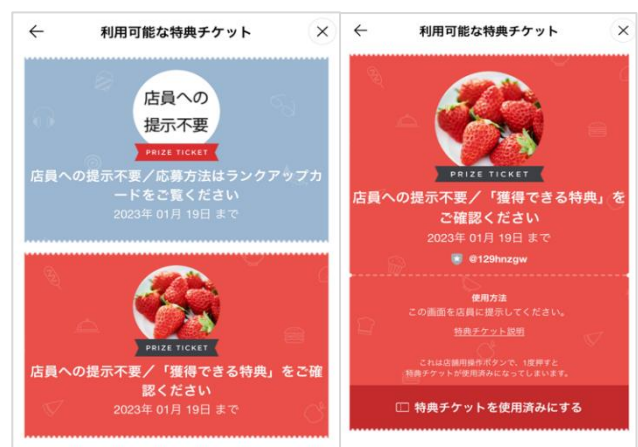 利用可能な特典チケット
店員への
提示不要
PRIZE TICKET
店員への提示不要／応募方法はランクアップカ
ードをご覧ください
2023年 01月 19日 まで
PRIZE TICKET
店員への提示不要／「獲得できる特典」をご確
認ください
2023年 01月 19日 まで
利用可能な特典チケット
PRIZE TICKET
店員への提示不要／「獲得できる特典」を
ご確認ください
2023年 01月 19日 まで
@129hnzgw
使用方法
この画面を店員に提示してください。
特典チケット説明
これは店舗用操作ボタンで、1度押すと
特典チケットが使用済みになってしまいます。
特典チケットを使用済みにする